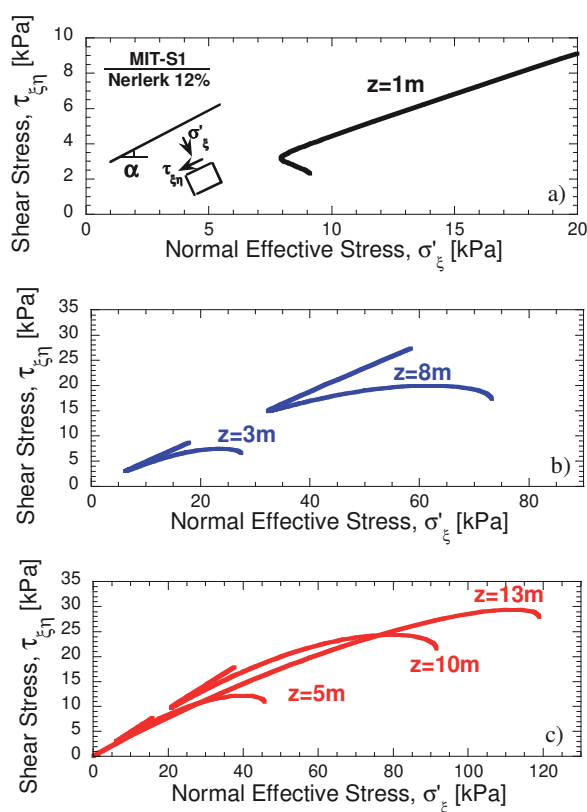 10
8
6
4
2
0
Shear Stress, τξη [kPa]
MIT-S1
Nerlerk 12%
z=1m
σ'ξ
τξη
α
a)
0 5 10 15 20
Normal Effective Stress, σ'ξ [kPa]
35
30
25
20
15
10
5
0
Shear Stress, τξη [kPa]
z=8m
z=3m
b)
0 20 40 60 80
Normal Effective Stress, σ'ξ [kPa]
35
30
25
20
15
10
5
0
Shear Stress, τξη [kPa]
z=13m
z=10m
z=5m
c)
0 20 40 60 80 100 120
Normal Effective Stress, σ'ξ [kPa]